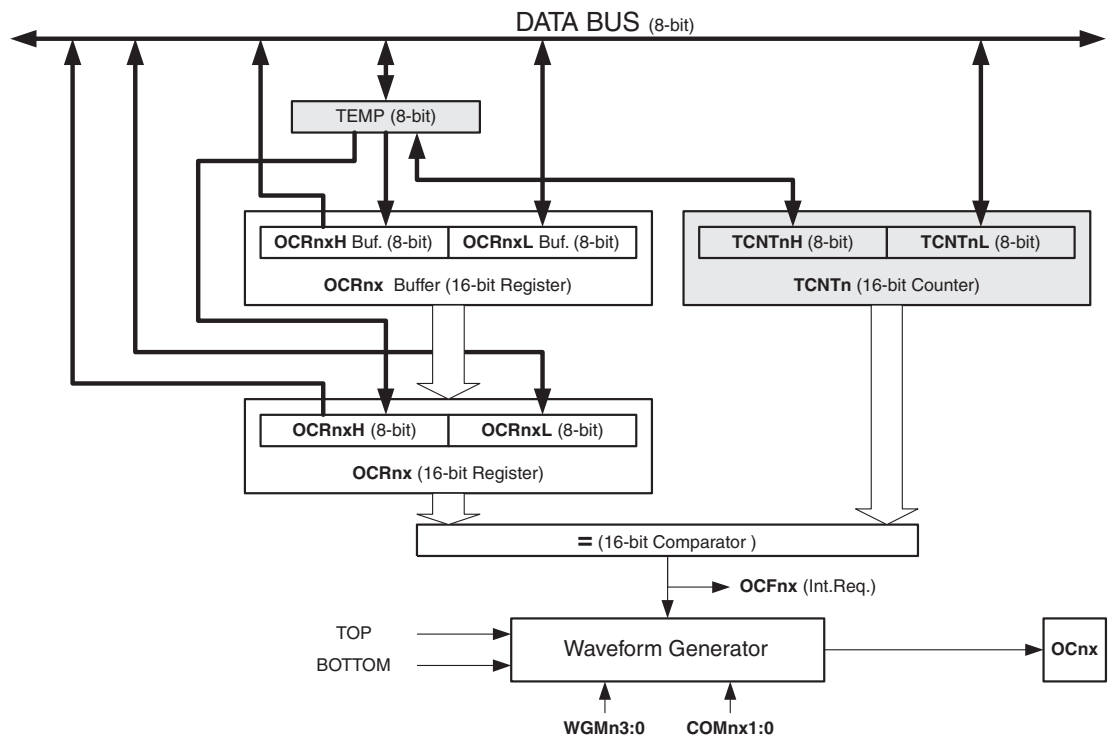 DATA BUS (8-bit)
TEMP (8-bit)
OCRnxH Buf. (8-bit)
OCRnxL Buf. (8-bit)
OCRnx Buffer (16-bit Register)
TCNTnH (8-bit)
TCNTnL (8-bit)
TCNTn (16-bit Counter)
OCRnxH (8-bit)
OCRnxL (8-bit)
OCRnx (16-bit Register)
= (16-bit Comparator )
OCFnx (Int.Req.)
TOP
BOTTOM
Waveform Generator
OCnx
WGMn3:0
COMnx1:0